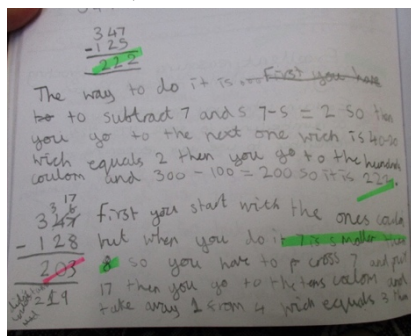 347
-125
222
The way to do it is... First you have
to to subtract 7 and 5 7-5=2 so then
you go to the next one wich is 40-20
wich equals 2 then you go to the hundreds
coulom and 300-100=200 so it is 222.
3 17
347
- 128
203
219
First you start with the ones coulom
but when you do it 7 is smaller than
8 so you have to cross 7 and put
17 then you go to the tens coulom and
take away 1 from 4 wich equals 3 then